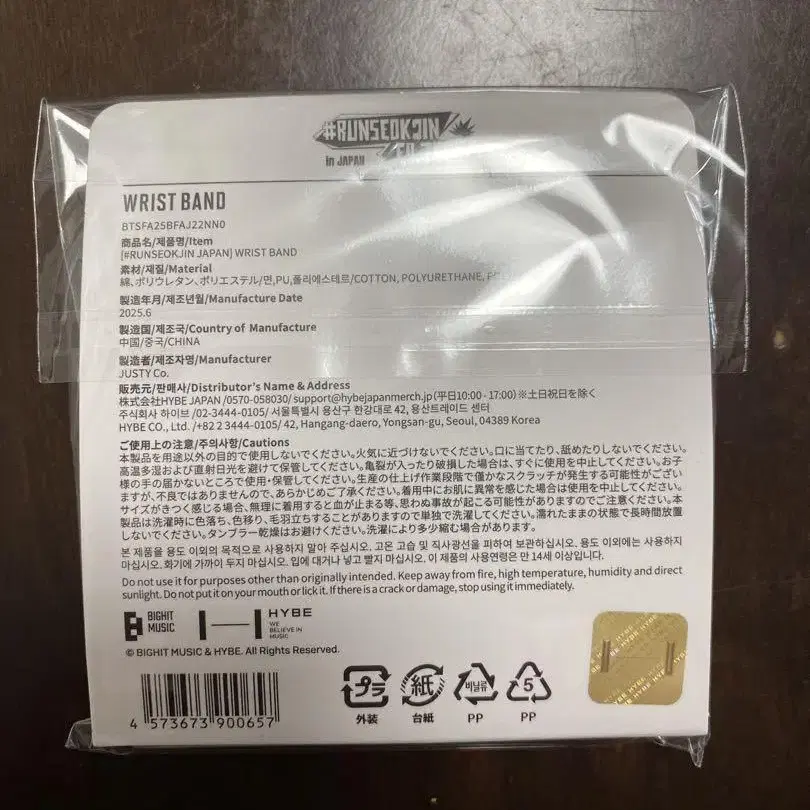 #RUNSEOKJIN
in JAPAN
WRIST BAND
BTSFA25BFAJ22NN0
商品名/제품명/Item
[#RUNSEOKJIN JAPAN] WRIST BAND
素材/재질/Material
綿、ポリウレタン、ポリエステル/면,PU,폴리에스테르/COTTON, POLYURETHANE,
製造年月/제조년월/Manufacture Date
2025.6
製造国/제조국/Country of Manufacture
中国/중국/CHINA
製造者/제조자명/Manufacturer
JUSTY Co.
販売元/판매사/Distributor's Name & Address
株式会社HYBE JAPAN /0570-058030/ support@hybejapanmerch.jp(平日10:00 - 17:00)※土日祝日を除く
주식회사 하이브 /02-3444-0105/ 서울특별시 용산구 한강대로 42, 용산트레이드 센터
HYBE CO., Ltd. /+82 2 3444-0105/ 42, Hangang-daero, Yongsan-gu, Seoul, 04389 Korea
ご使用上の注意/주의사항/Cautions
本製品を用途以外の目的で使用しないでください。火気に近づけないでください。口に当てたり、舐めたりしないでください。
高温多湿および直射日光を避けて保管してください。亀裂が入ったり破損した場合は、すぐに使用を中止してください。お子
様の手の届かないところで使用・保管してください。生産の仕上げ作業段階で僅かなスクラッチが発生する可能性がござい
ますが、不良ではありませんので、あらかじめご了承ください。着用中にお肌に異常を感じた場合は使用を中止してください。
サイズがきつく感じる場合、無理に着用すると血が止まる等、思わぬ事故が起こる可能性がありますのでご注意ください。本
製品は洗濯時に色落ち、色移り、毛羽立ちすることがありますので単独で洗濯してください。濡れたままの状態で長時間放置
しないでください。タンブラー乾燥はお避けください。洗濯により多少縮む場合があります。
본 제품을 용도 이외의 목적으로 사용하지 말아 주십시오. 고온 고습 및 직사광선을 피하여 보관하십시오. 용도 이외에는 사용하지
마십시오. 화기에 가까이 두지 마십시오. 입에 대거나 넣고 빨지 마십시오. 이 제품의 사용연령은 만 14세 이상입니다.
Do not use it for purposes other than originally intended. Keep away from fire, high temperature, humidity and direct
sunlight. Do not put it on your mouth or lick it. If there is a crack or damage, stop using it immediately.
BIGHIT
MUSIC
HYBE
WE
BELIEVE IN
MUSIC
© BIGHIT MUSIC & HYBE. All Rights Reserved.
4 573673 900657
プラ
外装
紙
台紙
비닐류
PP
5
PP
HYBE HYBE HYBE